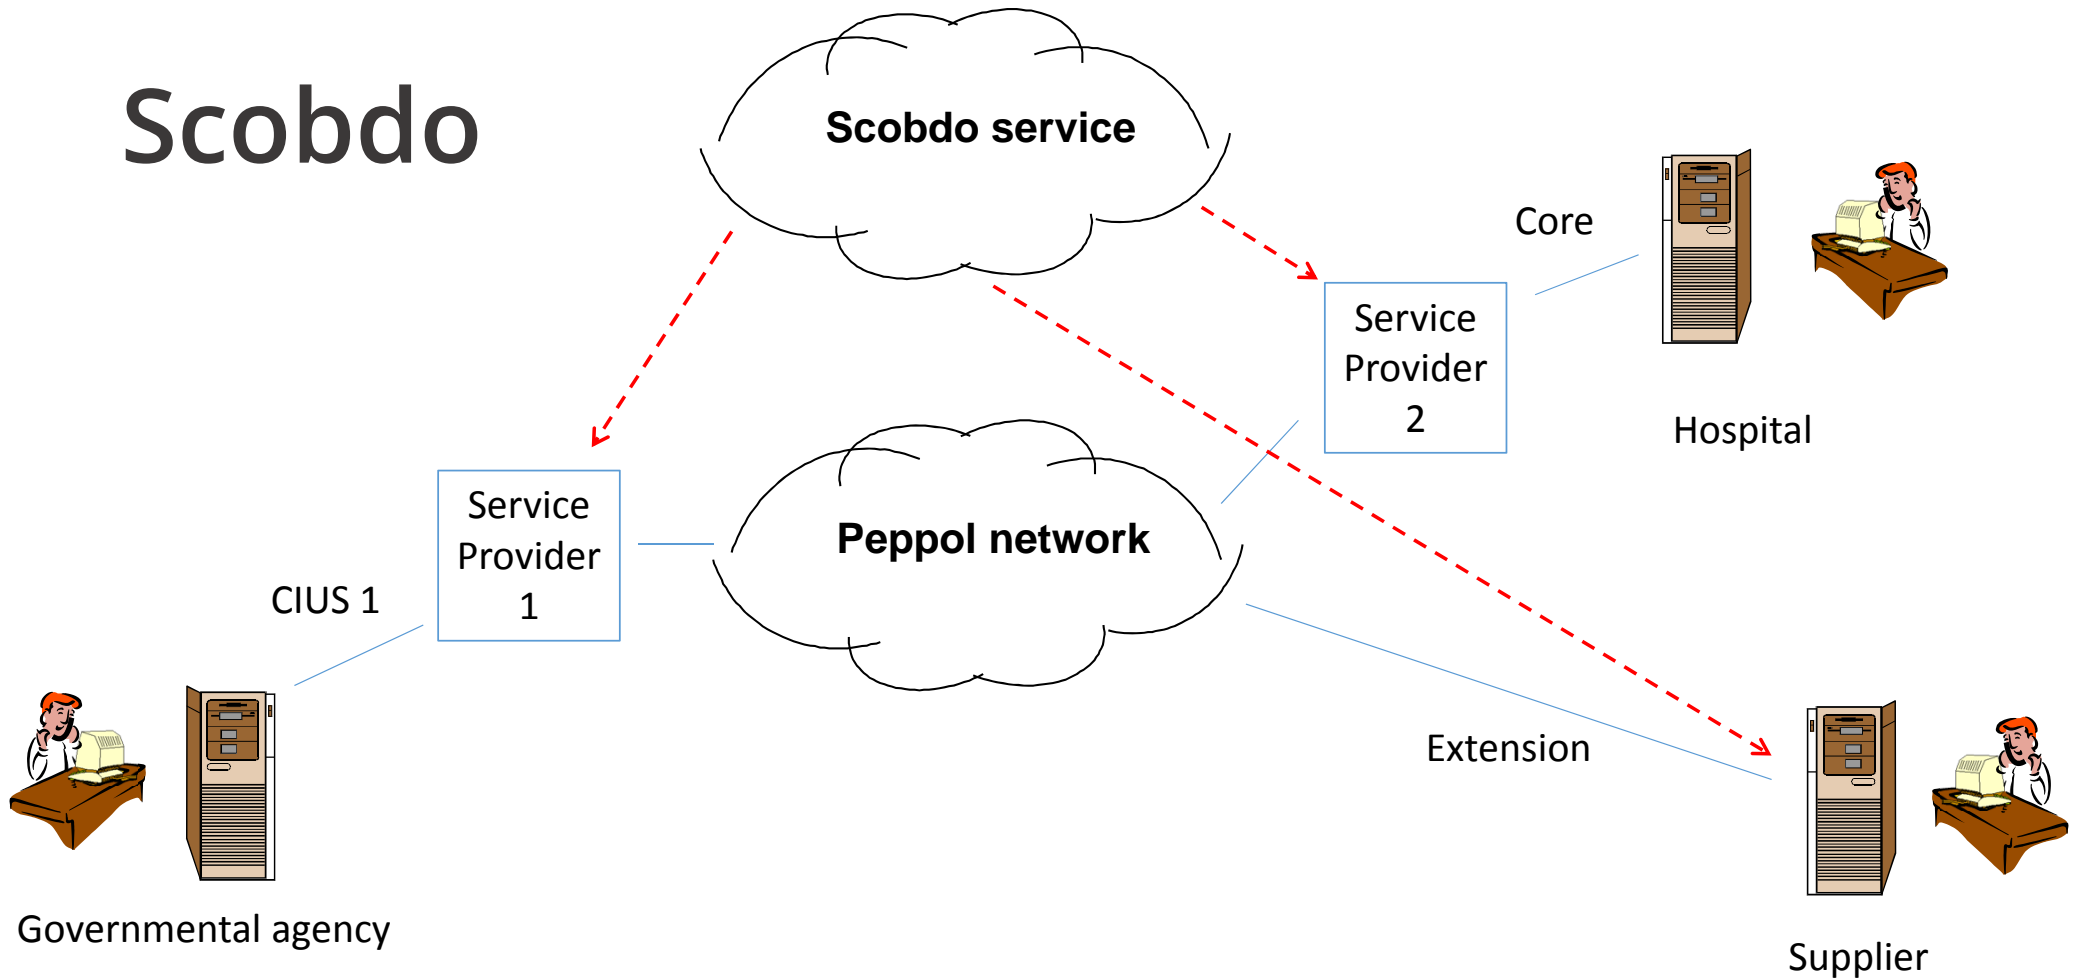 Scobdo
Scobdo service
Core
Service
Provider
2
Hospital
Service
Provider
1
Peppol network
CIUS 1
Extension
Governmental agency
Supplier